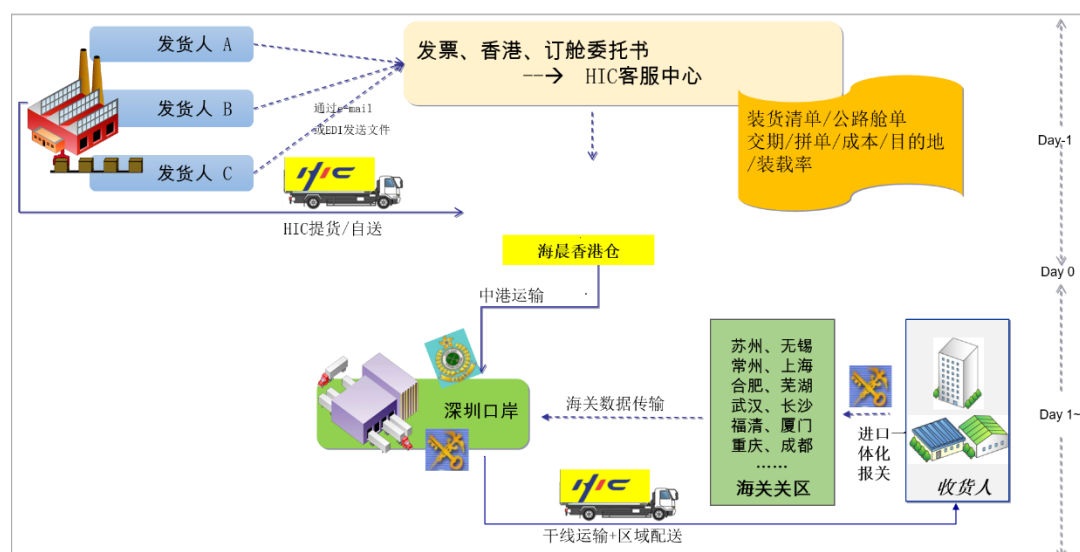 发货人 A
发货人 B
发货人 C
通过e-mail
或EDI发送文件
发票、香港、订舱委托书
--→ HIC客服中心
装货清单/公路舱单
交期/拼单/成本/目的地
/装载率
Day-1
HIC
HIC提货/自送
海晨香港仓
Day 0
中港运输
深圳口岸
海关数据传输
苏州、无锡
常州、上海
合肥、芜湖
武汉、长沙
福清、厦门
重庆、成都
……
海关关区
进口一
体化
报关
收货人
Day 1~
HIC
干线运输+区域配送